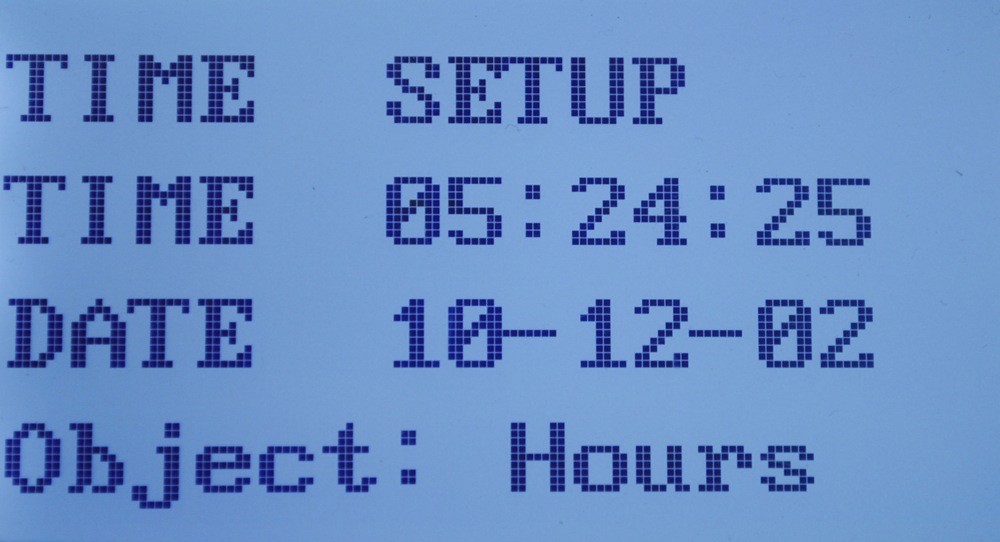 TIME SETUP
TIME 05:24:25
DATE 10-12-02
Object: Hours